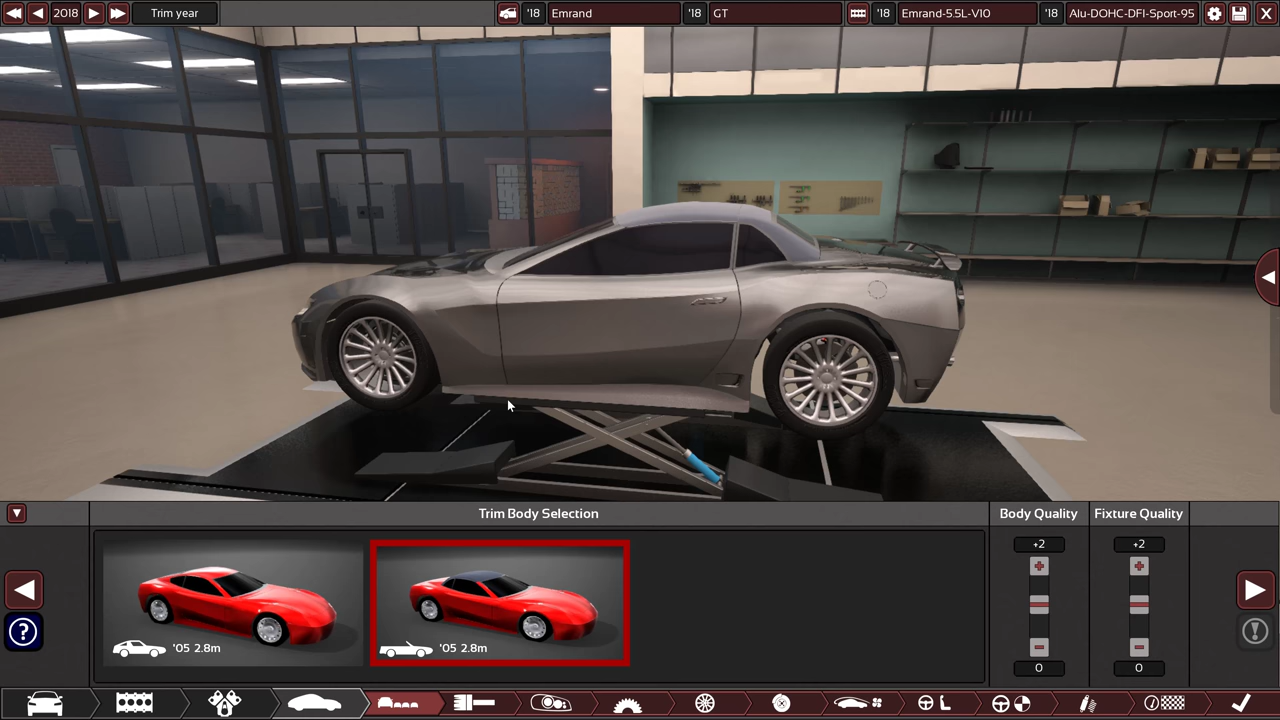 2018
Trim year
'18
Emrand
'18
GT
'18
Emrand-5.5L-V10
'18
Alu-DOHC-DFI-Sport-95
Trim Body Selection
Body Quality
Fixture Quality
+2
+2
'05 2.8m
'05 2.8m
0
0